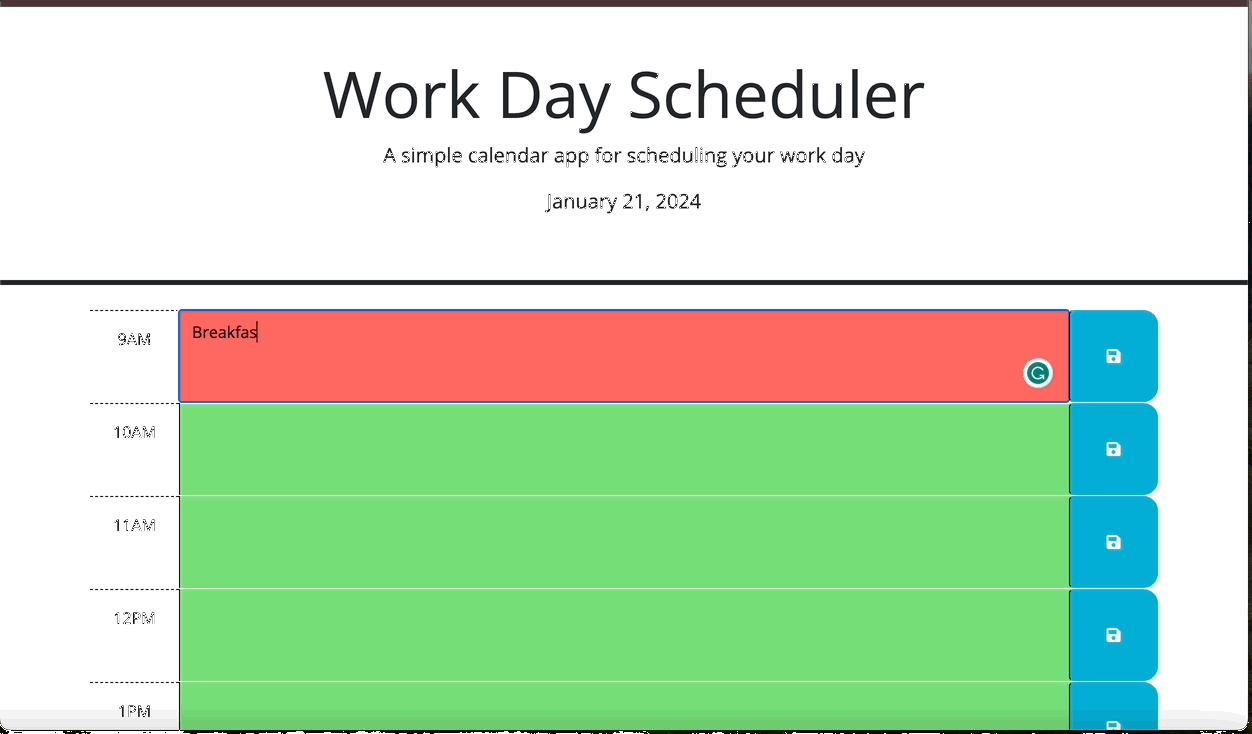 Work Day Scheduler
A simple calendar app for scheduling your work day
January 21, 2024
9AM
Breakfas
10AM
11AM
12PM
1PM